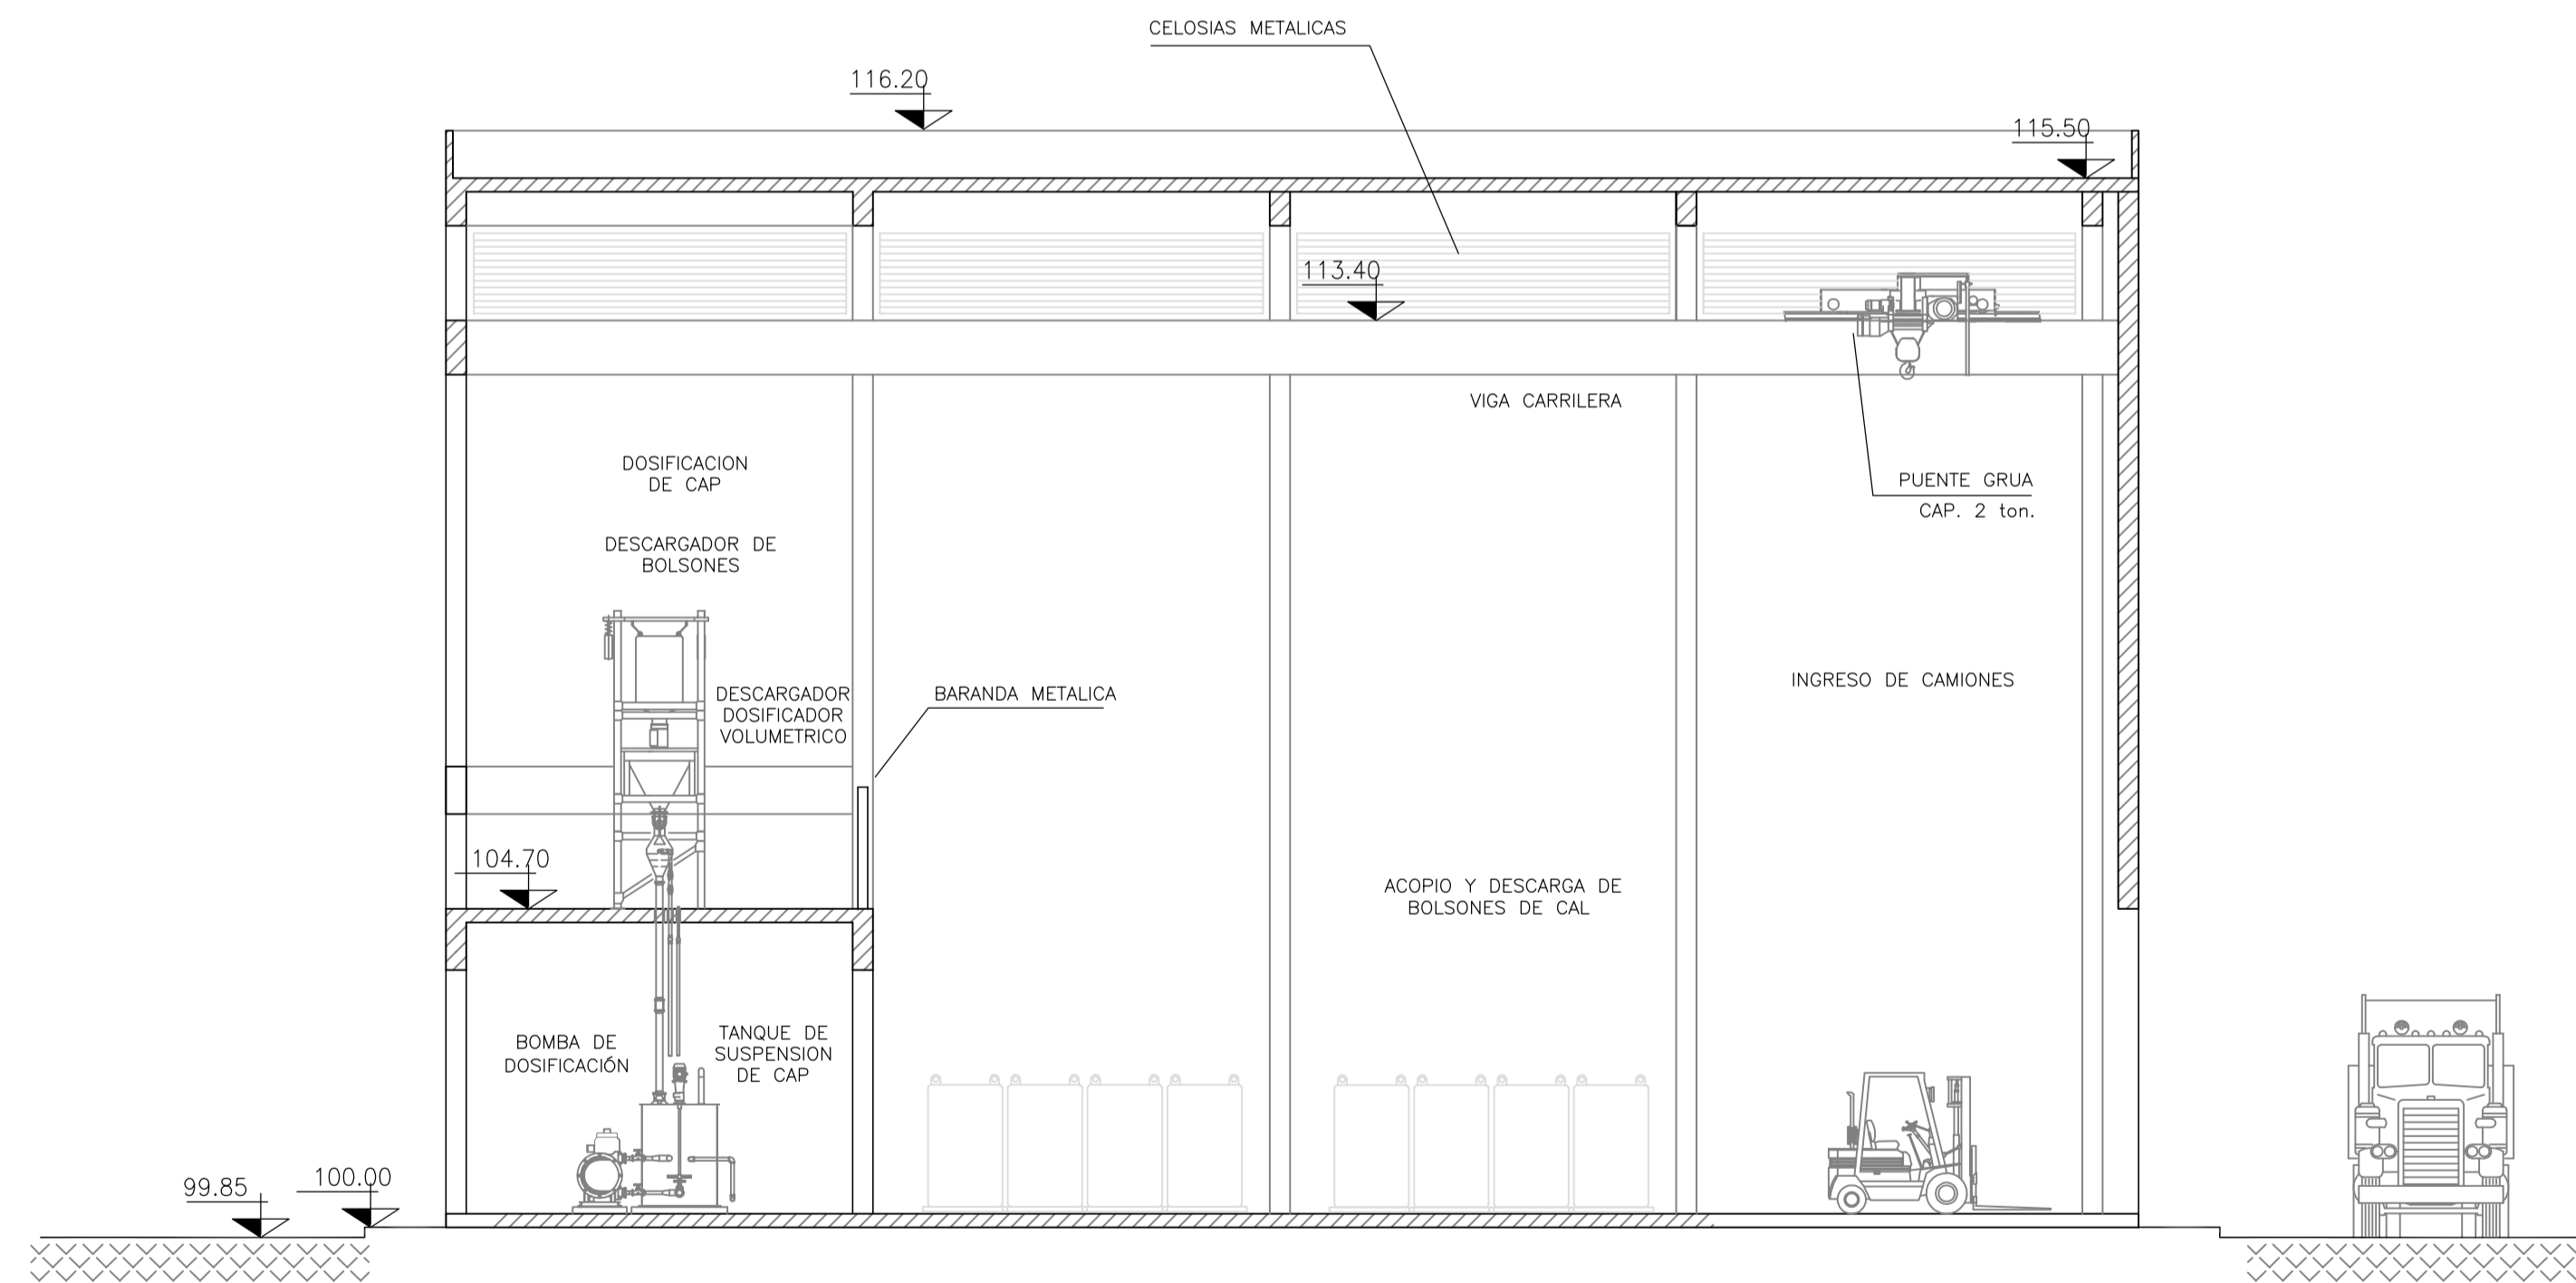 CELOSIAS METALICAS
116.20
115.50
113.40
VIGA CARRILERA
DOSIFICACION
DE CAP
PUENTE GRUA
CAP. 2 ton.
DESCARGADOR DE
BOLSONES
INGRESO DE CAMIONES
DESCARGADOR
DOSIFICADOR
VOLUMETRICO
BARANDA METALICA
104.70
ACOPIO Y DESCARGA DE
BOLSONES DE CAL
BOMBA DE
DOSIFICACIÓN
TANQUE DE
SUSPENSION
DE CAP
99.85
100.00